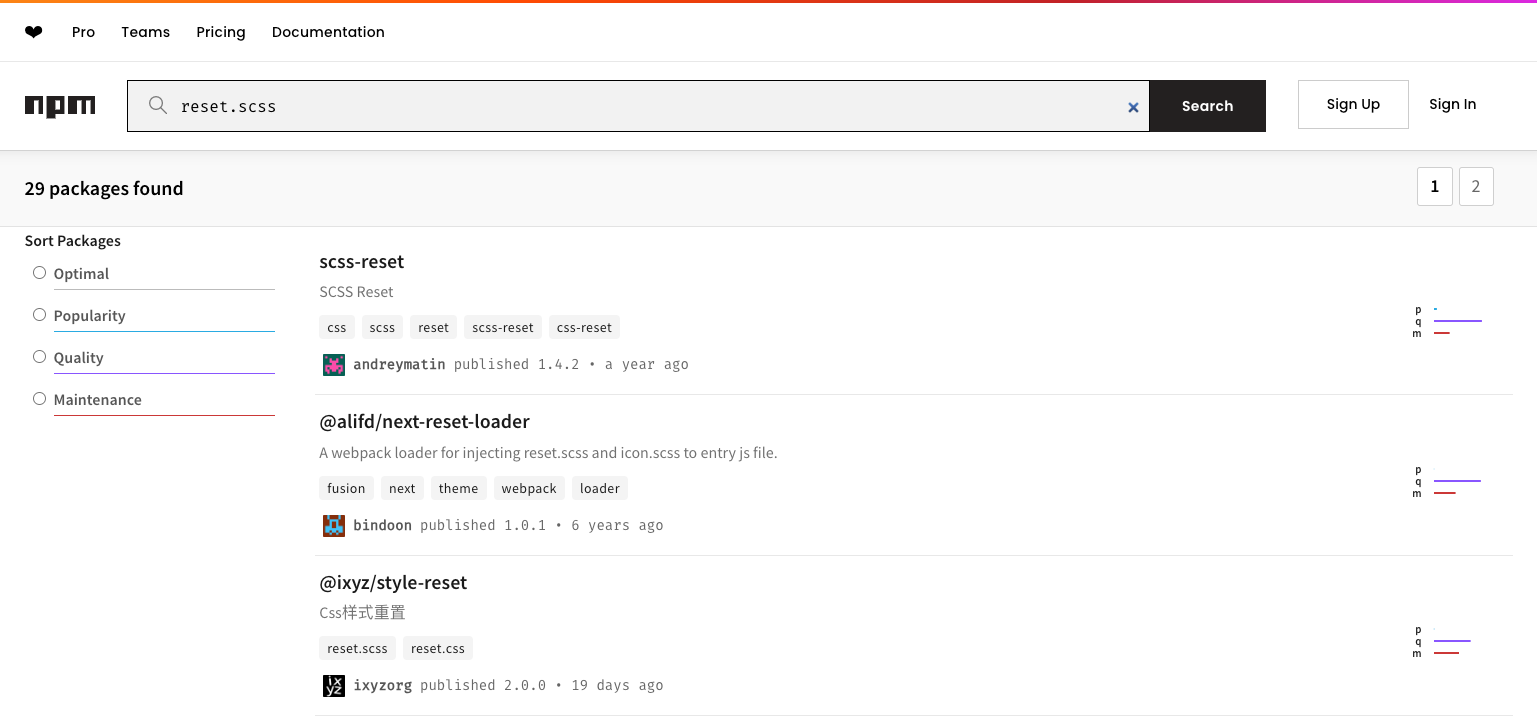 ❤ Pro Teams Pricing Documentation
npm reset.scss × Search Sign Up Sign In
29 packages found 1 2
Sort Packages
Optimal
Popularity
Quality
Maintenance
scss-reset
SCSS Reset
css scss reset scss-reset css-reset
andreymatin published 1.4.2 • a year ago
p
q
m
@alifd/next-reset-loader
A webpack loader for injecting reset.scss and icon.scss to entry js file.
fusion next theme webpack loader
bindoon published 1.0.1 • 6 years ago
p
q
m
@ixyz/style-reset
Css样式重置
reset.scss reset.css
ixyzorg published 2.0.0 • 19 days ago
p
q
m